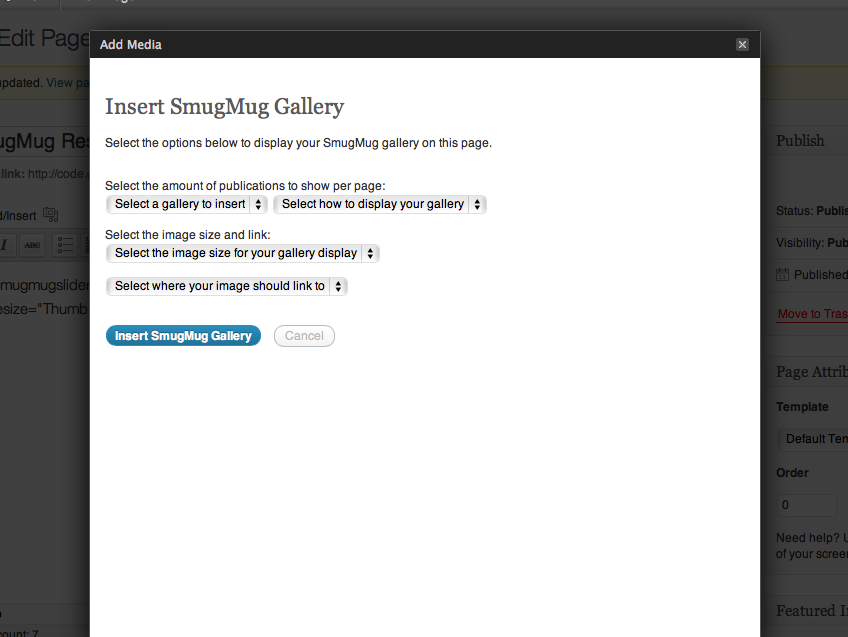 Edit Page
Add Media
updated. View pa
Insert SmugMug Gallery
Select the options below to display your SmugMug gallery on this page.
ugMug Res
link: http://code.
Select the amount of publications to show per page:
Select a gallery to insert Select how to display your gallery
d/Insert
Select the image size and link:
I ABC
Select the image size for your gallery display
mugmugslider
Select where your image should link to
esize="Thumb
Insert SmugMug Gallery Cancel
ount: 7
Publish
Status: Publis
Visibility: Pub
Published
Move to Tras
Page Attrib
Template
Default Tem
Order
0
Need help? U
of your scree
Featured I